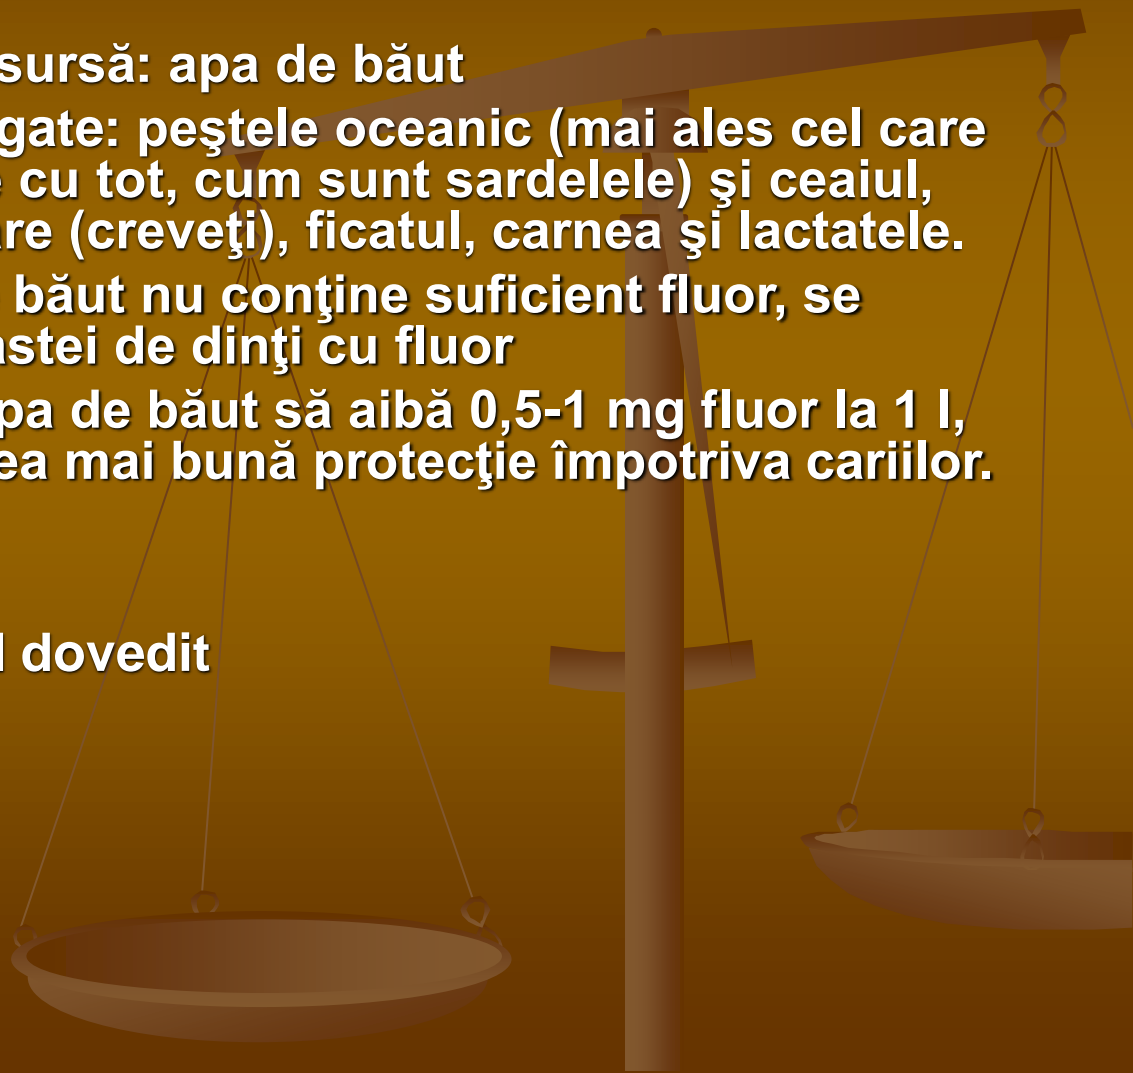 sursă: apa de băut
gate: peştele oceanic (mai ales cel care
cu tot, cum sunt sardelele) şi ceaiul,
are (creveţi), ficatul, carnea şi lactatele.
băut nu conţine suficient fluor, se
astei de dinţi cu fluor
pa de băut să aibă 0,5-1 mg fluor la 1 l,
ea mai bună protecţie împotriva cariilor.
dovedit